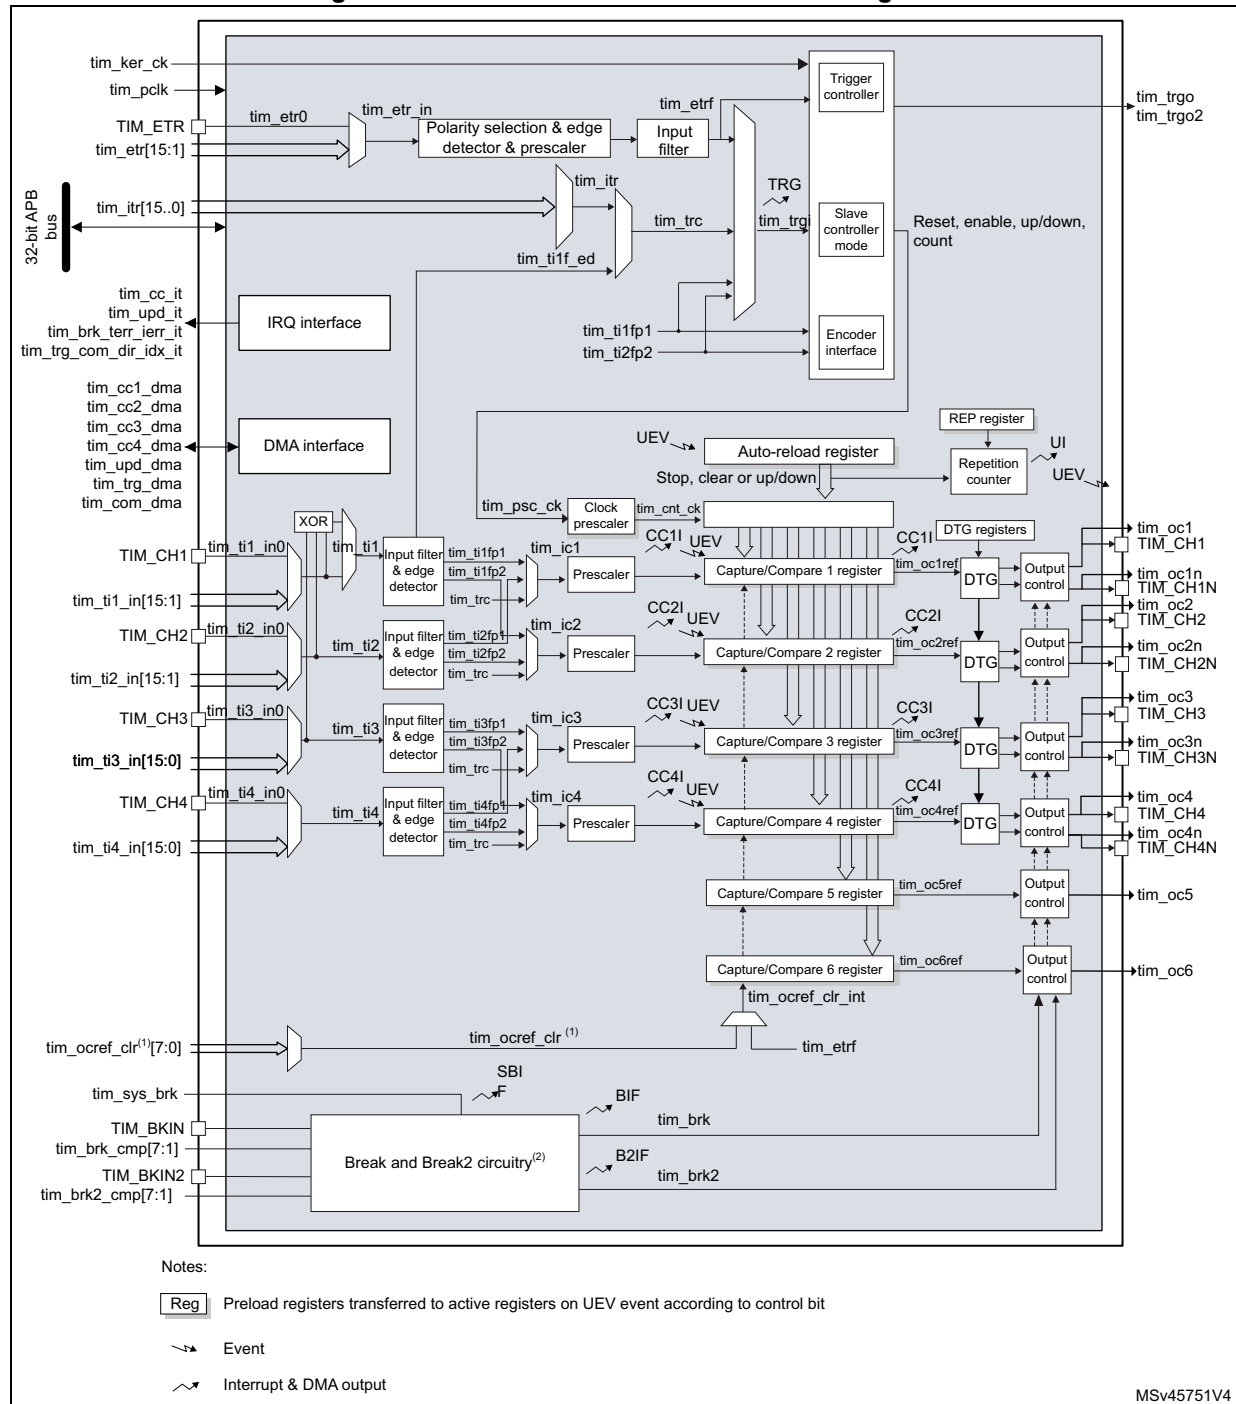 tim_ker_ck
tim_pclk
TIM_ETR
tim_etr0
tim_etr_in
tim_etr[15:1]
Polarity selection & edge
detector & prescaler
Input
filter
tim_etrf
Trigger
controller
tim_trgo
tim_trgo2
32-bit APB
bus
tim_itr[15..0]
tim_itr
tim_trc
tim_ti1f_ed
TRG
tim_trgi
Slave
controller
mode
Reset, enable, up/down,
count
tim_ti1fp1
tim_ti2fp2
Encoder
interface
tim_cc_it
tim_upd_it
tim_brk_terr_ierr_it
tim_trg_com_dir_idx_it
IRQ interface
tim_cc1_dma
tim_cc2_dma
tim_cc3_dma
tim_cc4_dma
tim_upd_dma
tim_trg_dma
tim_com_dma
DMA interface
UEV
Auto-reload register
Stop, clear or up/down
REP register
Repetition
counter
UI
UEV
tim_psc_ck
Clock
prescaler
tim_cnt_ck
DTG registers
XOR
TIM_CH1
tim_ti1_in0
tim_ti1_in[15:1]
tim_ti1
Input filter
& edge
detector
tim_ti1fp1
tim_ti1fp2
tim_trc
tim_ic1
Prescaler
CC1I
UEV
Capture/Compare 1 register
CC1I
tim_oc1ref
DTG
Output
control
tim_oc1
TIM_CH1
tim_oc1n
TIM_CH1N
TIM_CH2
tim_ti2_in0
tim_ti2_in[15:1]
tim_ti2
Input filter
& edge
detector
tim_ti2fp1
tim_ti2fp2
tim_trc
tim_ic2
Prescaler
CC2I
UEV
Capture/Compare 2 register
CC2I
tim_oc2ref
DTG
Output
control
tim_oc2
TIM_CH2
tim_oc2n
TIM_CH2N
TIM_CH3
tim_ti3_in0
tim_ti3_in[15:0]
tim_ti3
Input filter
& edge
detector
tim_ti3fp1
tim_ti3fp2
tim_trc
tim_ic3
Prescaler
CC3I
UEV
Capture/Compare 3 register
CC3I
tim_oc3ref
DTG
Output
control
tim_oc3
TIM_CH3
tim_oc3n
TIM_CH3N
TIM_CH4
tim_ti4_in0
tim_ti4_in[15:0]
tim_ti4
Input filter
& edge
detector
tim_ti4fp1
tim_ti4fp2
tim_trc
tim_ic4
Prescaler
CC4I
UEV
Capture/Compare 4 register
CC4I
tim_oc4ref
DTG
Output
control
tim_oc4
TIM_CH4
tim_oc4n
TIM_CH4N
Capture/Compare 5 register
tim_oc5ref
Output
control
tim_oc5
Capture/Compare 6 register
tim_oc6ref
Output
control
tim_oc6
tim_ocref_clr_int
tim_ocref_clr(1)[7:0]
tim_ocref_clr (1)
tim_etrf
tim_sys_brk
SBI
F
TIM_BKIN
tim_brk_cmp[7:1]
TIM_BKIN2
tim_brk2_cmp[7:1]
Break and Break2 circuitry(2)
BIF
tim_brk
B2IF
tim_brk2
Notes:
Reg
Preload registers transferred to active registers on UEV event according to control bit
Event
Interrupt & DMA output
MSv45751V4